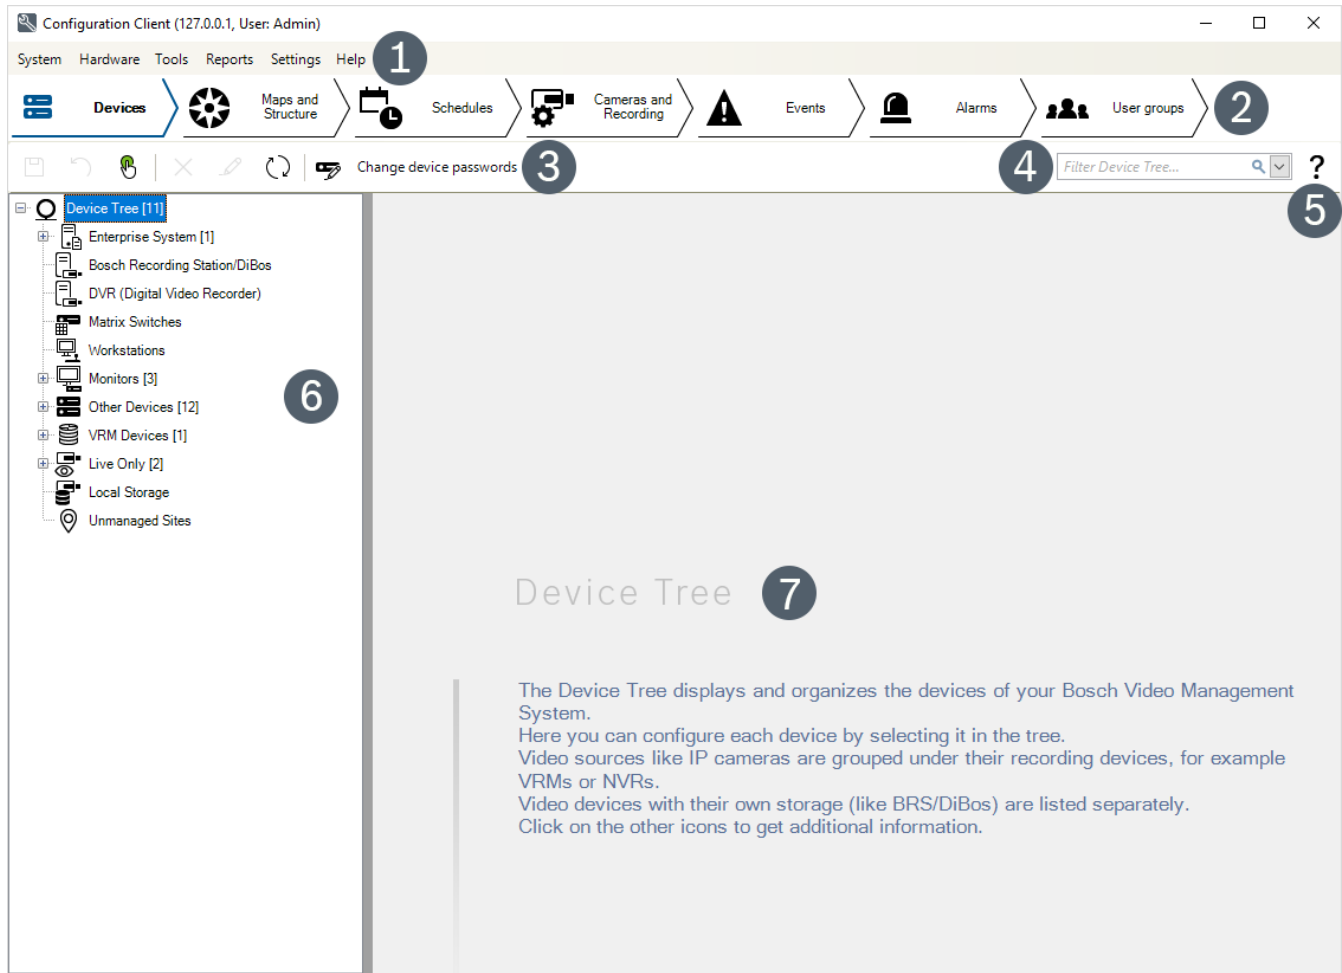 Configuration Client (127.0.0.1, User: Admin)
System Hardware Tools Reports Settings Help 1
Devices Maps and Structure Schedules Cameras and Recording Events Alarms User groups 2
Change device passwords 3 4 Filter Device Tree... ?
5
Device Tree [11]
Enterprise System [1]
Bosch Recording Station/DiBos
DVR (Digital Video Recorder)
Matrix Switches
Workstations
Monitors [3]
6
Other Devices [12]
VRM Devices [1]
Live Only [2]
Local Storage
Unmanaged Sites
Device Tree 7
The Device Tree displays and organizes the devices of your Bosch Video Management
System.
Here you can configure each device by selecting it in the tree.
Video sources like IP cameras are grouped under their recording devices, for example
VRMs or NVRs.
Video devices with their own storage (like BRS/DiBos) are listed separately.
Click on the other icons to get additional information.